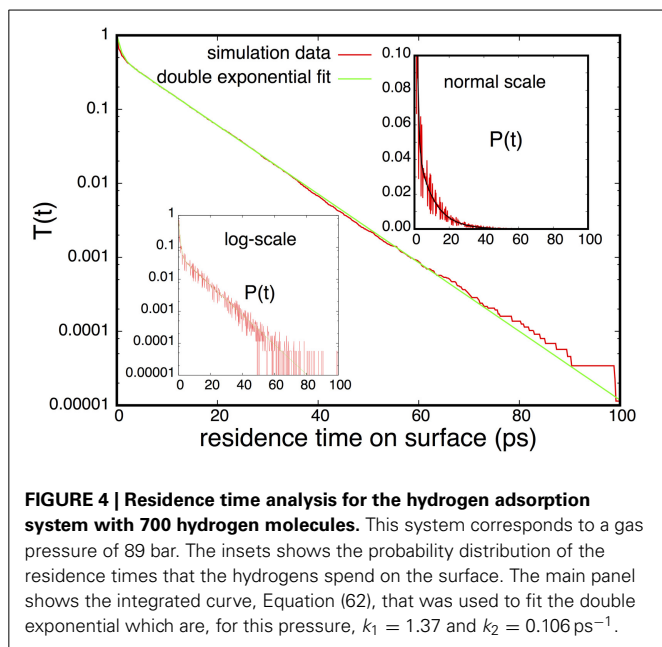 1
0.1
0.01
0.001
0.0001
0.00001
T(t)
simulation data
double exponential fit
0.10
0.08
0.06
0.04
0.02
0.00
normal scale
P(t)
0 20 40 60 80 100
1
0.1
0.01
0.001
0.0001
0.00001
log-scale
P(t)
0 20 40 60 80 100
0 20 40 60 80 100
residence time on surface (ps)
FIGURE 4 | Residence time analysis for the hydrogen adsorption
system with 700 hydrogen molecules. This system corresponds to a gas
pressure of 89 bar. The insets shows the probability distribution of the
residence times that the hydrogens spend on the surface. The main panel
shows the integrated curve, Equation (62), that was used to fit the double
exponential which are, for this pressure, k₁ = 1.37 and k₂ = 0.106 ps⁻¹.